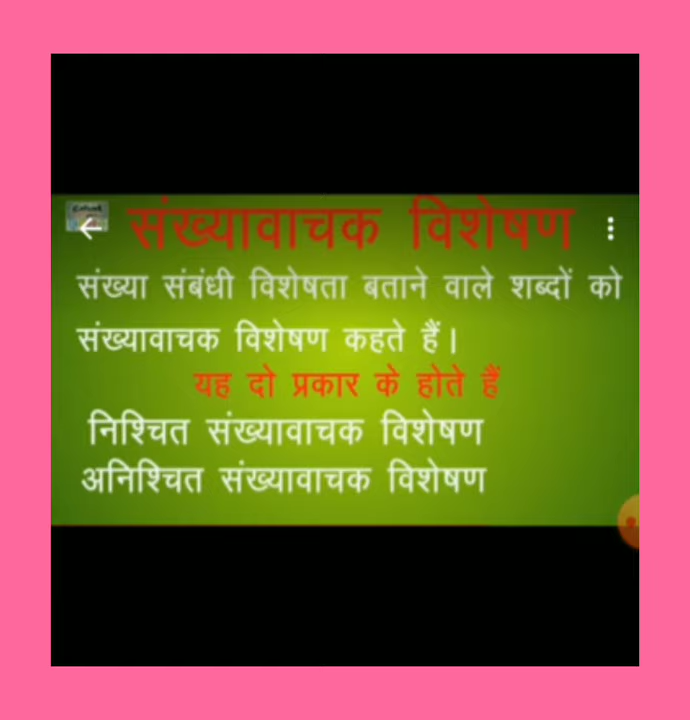 संख्यावाचक विशेषण
संख्या संबंधी विशेषता बताने वाले शब्दों को
संख्यावाचक विशेषण कहते हैं।
यह दो प्रकार के होते हैं
निश्चित संख्यावाचक विशेषण
अनिश्चित संख्यावाचक विशेषण